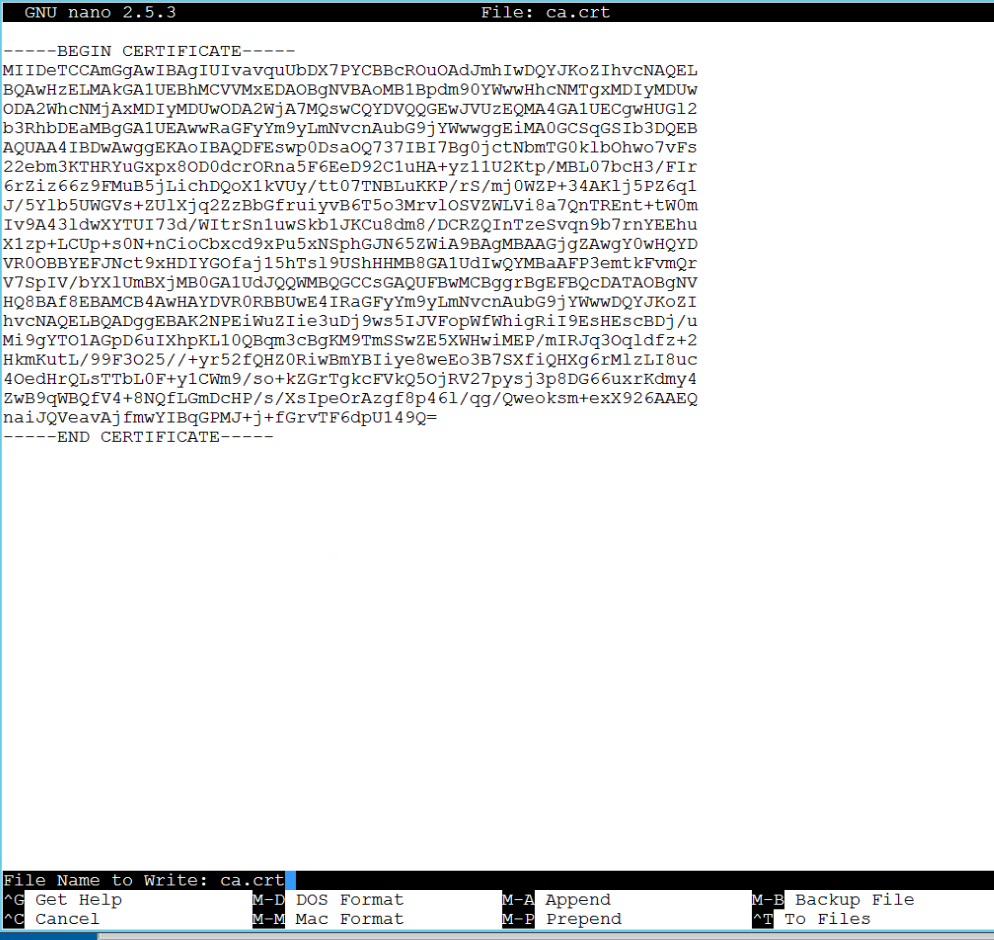 GNU nano 2.5.3 File: ca.crt
-----BEGIN CERTIFICATE-----
MIIDeTCCAmGgAwIBAgIUIvavquUbDX7PYCBBcROuOAdJmhIwDQYJKoZIhvcNAQEL
BQAwHzELMAkGA1UEBhMCVVMxEDAOBgNVBAoMB1Bpdm90YWwwHhcNMTgxMDIyMDUw
ODA2WhcNMjAxMDIyMDUwODA2WjA7MQswCQYDVQQGEwJVUzEQMA4GA1UECgwHUGl2
b3RhbDEaMBgGA1UEAwwRaGFyYm9yLmNvcnAubG9jYWwwggEiMA0GCSqGSIb3DQEB
AQUAA4IBDwAwggEKAoIBAQDFEswp0DsaOQ737IBI7Bg0jctNbmTG0klbOhwo7vFs
22ebm3KTHRYuGxpx8OD0dcrORna5F6EeD92C1uHA+yz11U2Ktp/MBL07bcH3/FIr
6rZiz66z9FMuB5jLichDQoX1kVUy/tt07TNBLuKKP/rS/mj0WZP+34AKlj5PZ6q1
J/5Ylb5UWGVs+ZUlXjq2ZzBbGfruiyvB6T5o3MrvlOSVZWLVi8a7QnTREnt+tW0m
Iv9A43ldwXYTUI73d/WItrSn1uwSkb1JKCu8dm8/DCRZQInTzeSvqn9b7rnYEEhu
X1zp+LCUp+s0N+nCioCbxcd9xPu5xNSphGJN65ZWiA9BAgMBAAGjgZAwgY0wHQYD
VR0OBBYEFJNct9xHDIYGOfaj15hTsl9UShHHMB8GA1UdIwQYMBaAFP3emtkFvmQr
V7SpIV/bYXlUmBXjMB0GA1UdJQQWMBQGCCsGAQUFBwMCBggrBgEFBQcDATAOBgNV
HQ8BAf8EBAMCB4AwHAYDVR0RBBUwE4IRaGFyYm9yLmNvcnAubG9jYWwwDQYJKoZI
hvcNAQELBQADggEBAK2NPEiWuZIie3uDj9ws5IJVFopWfWhigRiI9EsHEscBDj/u
Mi9gYTO1AGpD6uIXhpKL10QBqm3cBgKM9TmSSwZE5XWHwiMEP/mIRJq3Oqldfz+2
HkmKutL/99F3O25//+yr52fQHZ0RiwBmYBIiye8weEo3B7SXfiQHXg6rMlzLI8uc
4OedHrQLsTTbL0F+y1CWm9/so+kZGrTgkcFVkQ5OjRV27pysj3p8DG66uxrKdmy4
ZwB9qWBQfV4+8NQfLGmDcHP/s/XsIpeOrAzgf8p46l/qg/Qweoksm+exX926AAEQ
naiJQVeavAjfmwYIBqGPMJ+j+fGrvTF6dpU149Q=
-----END CERTIFICATE-----
File Name to Write: ca.crt
^G Get Help M-D DOS Format M-A Append M-B Backup File
^C Cancel M-M Mac Format M-P Prepend ^T To Files